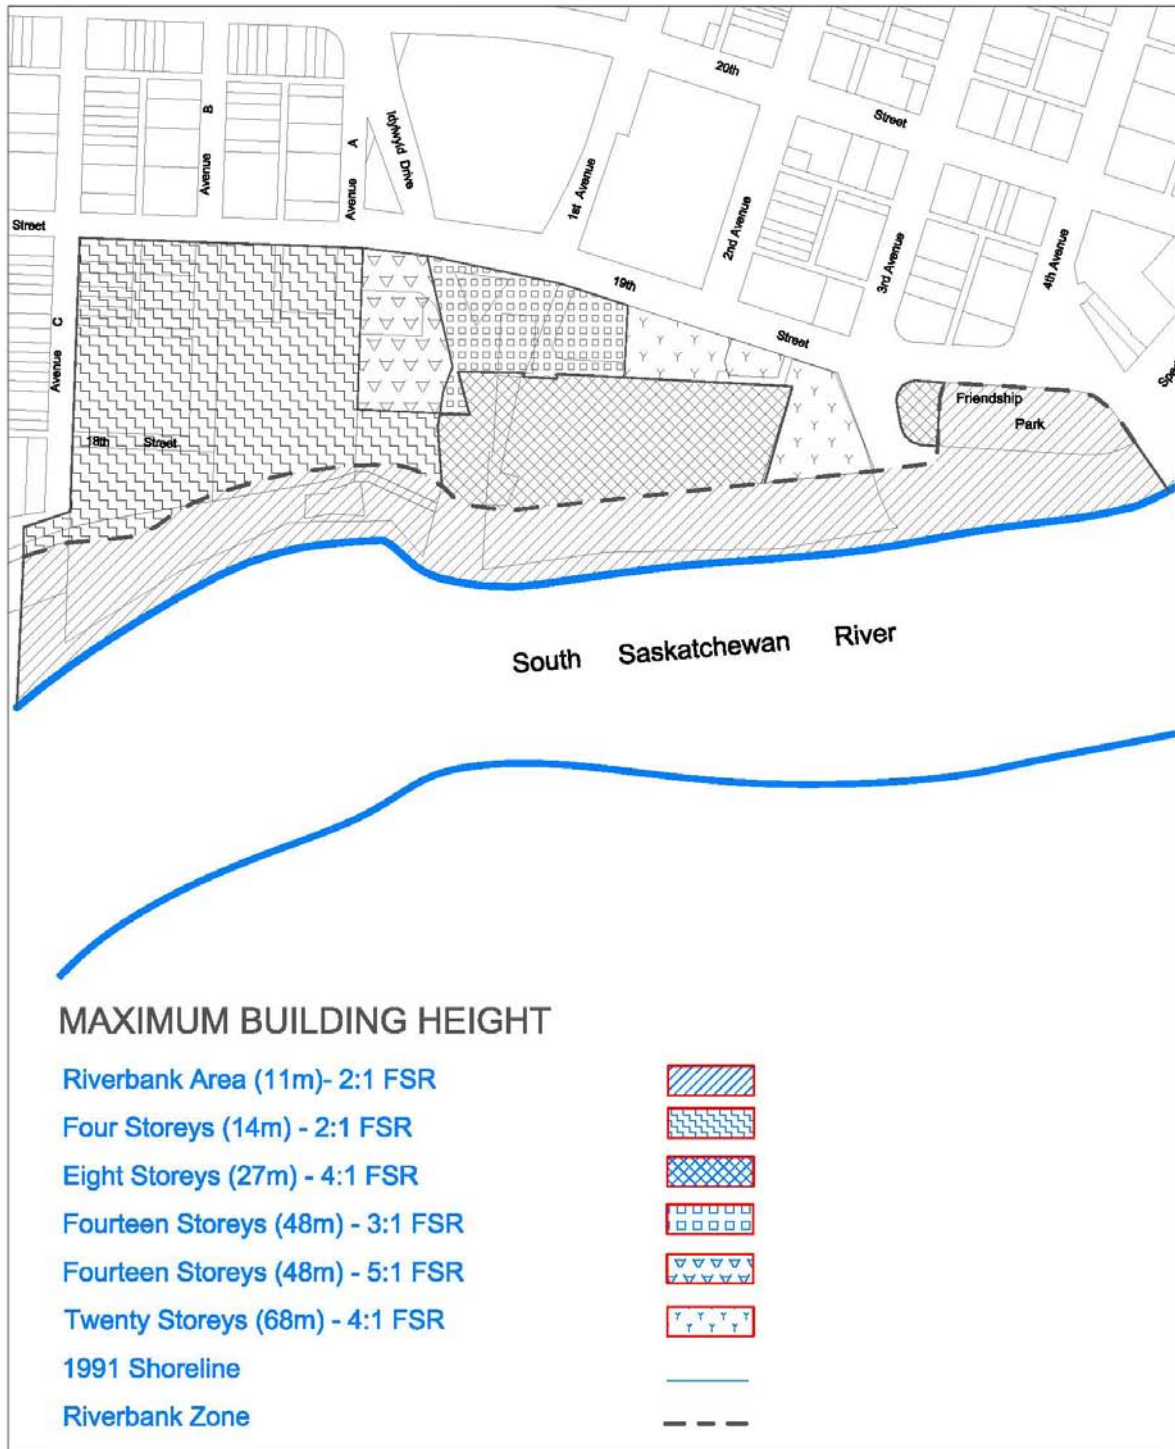 20th
Street
B
Avenue
A
Avenue
Idylwyld Drive
1st Avenue
2nd Avenue
3rd Avenue
4th Avenue
Street
19th
Street
C
Avenue
18th Street
Friendship
Park
South Saskatchewan River
MAXIMUM BUILDING HEIGHT
Riverbank Area (11m)- 2:1 FSR
Four Storeys (14m) - 2:1 FSR
Eight Storeys (27m) - 4:1 FSR
Fourteen Storeys (48m) - 3:1 FSR
Fourteen Storeys (48m) - 5:1 FSR
Twenty Storeys (68m) - 4:1 FSR
1991 Shoreline
Riverbank Zone